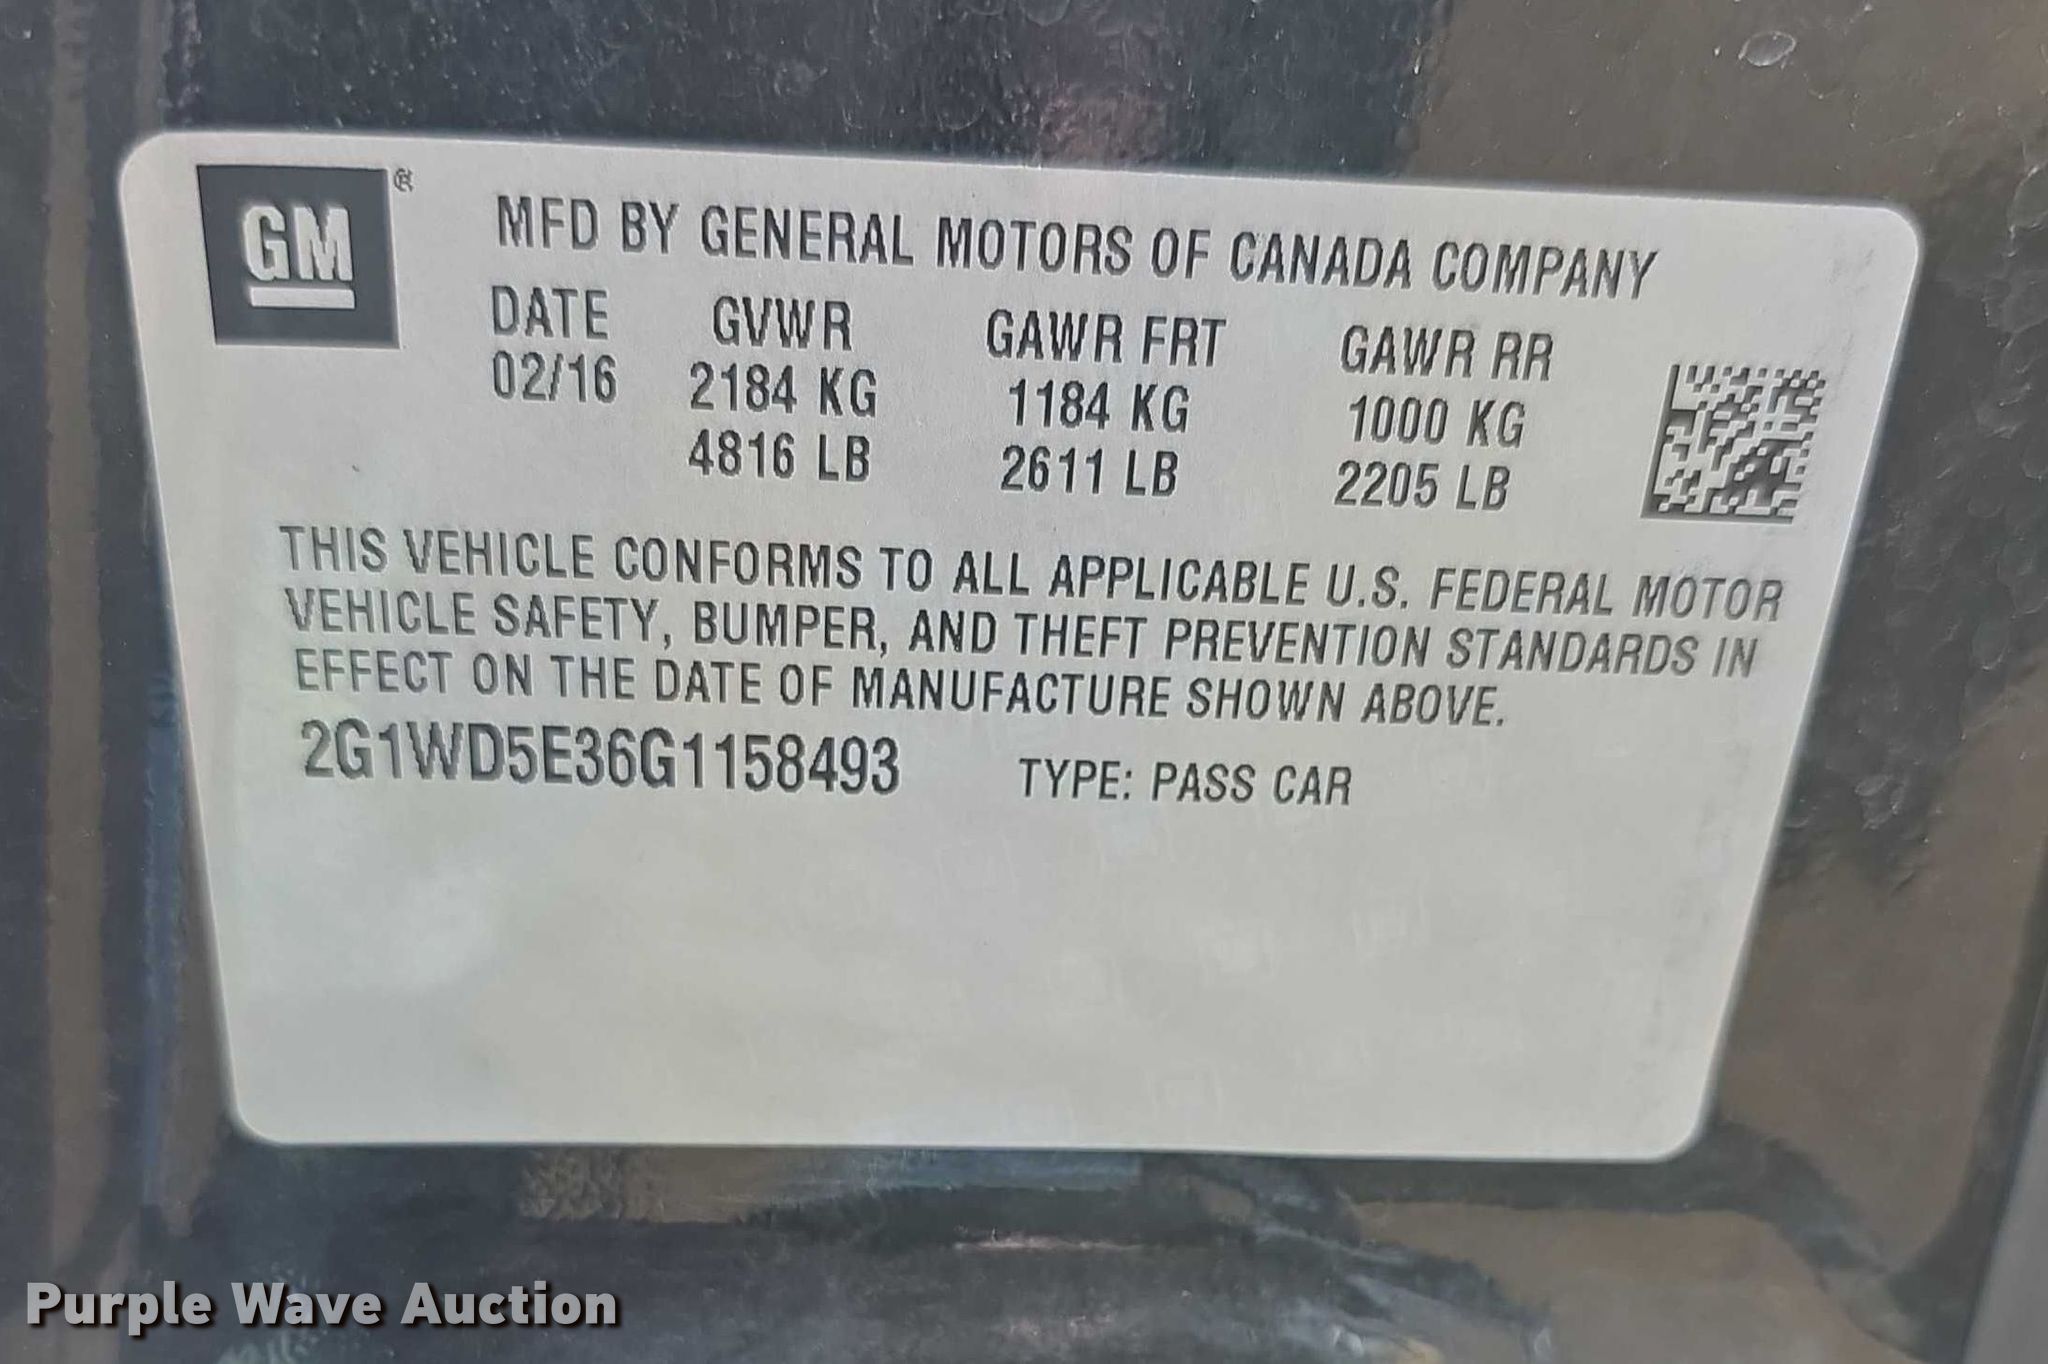 GM®
MFD BY GENERAL MOTORS OF CANADA COMPANY
DATE GVWR GAWR FRT GAWR RR
02/16 2184 KG 1184 KG 1000 KG
4816 LB 2611 LB 2205 LB
THIS VEHICLE CONFORMS TO ALL APPLICABLE U.S. FEDERAL MOTOR
VEHICLE SAFETY, BUMPER, AND THEFT PREVENTION STANDARDS IN
EFFECT ON THE DATE OF MANUFACTURE SHOWN ABOVE.
2G1WD5E36G1158493 TYPE: PASS CAR
Purple Wave Auction